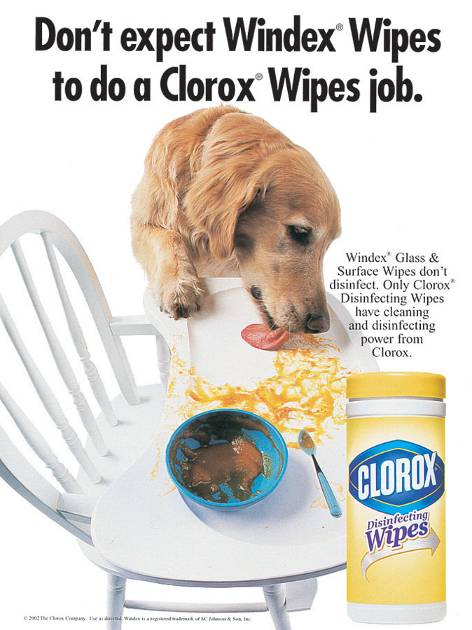 Don't expect Windex® Wipes
to do a Clorox® Wipes job.
Windex® Glass &
Surface Wipes don't
disinfect. Only Clorox®
Disinfecting Wipes
have cleaning
and disinfecting
power from
Clorox.
CLOROX
Disinfecting
Wipes
© 2002 The Clorox Company. Use as directed. Windex is a registered trademark of SC Johnson & Son, Inc.